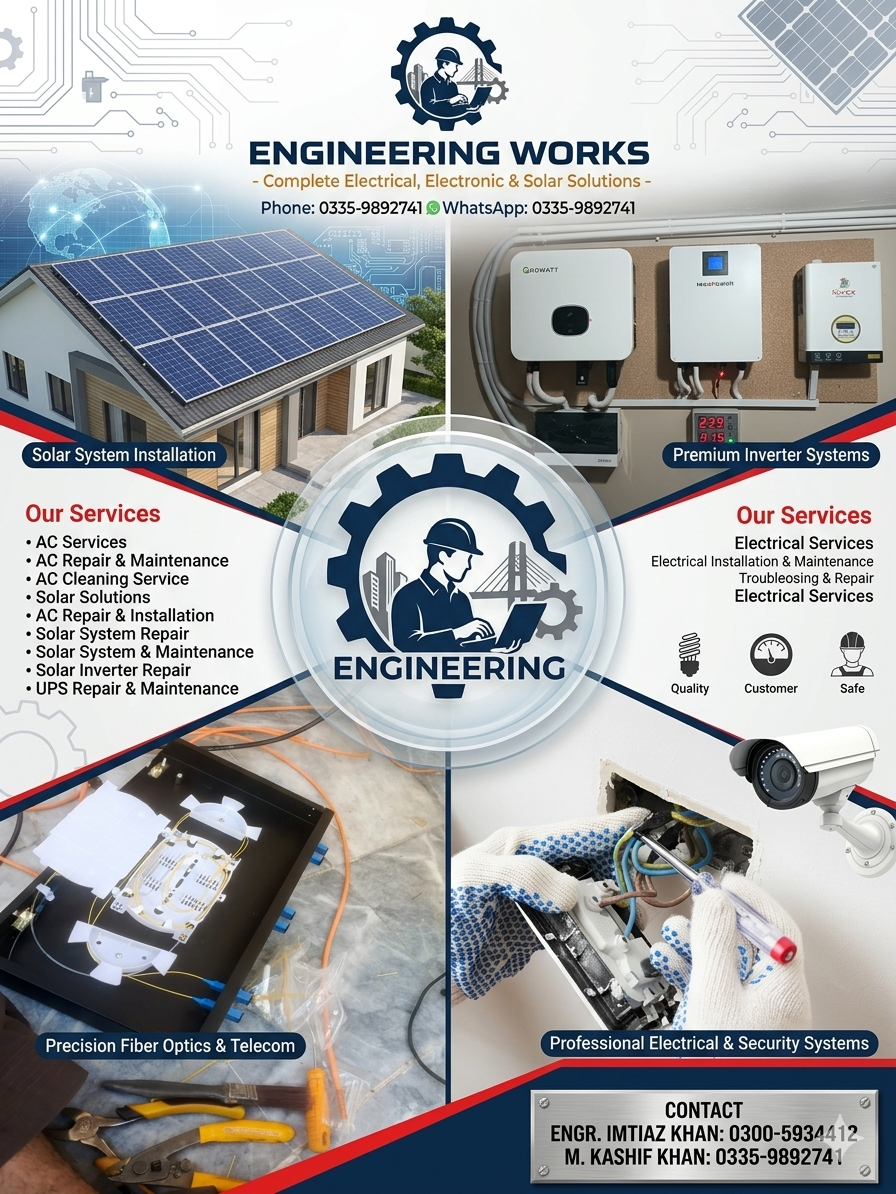 ENGINEERING WORKS
- Complete Electrical, Electronic & Solar Solutions -
Phone: 0335-9892741 WhatsApp: 0335-9892741
GROWATT
Solar System Installation
239
Premium Inverter Systems
Our Services
• AC Services
• AC Repair & Maintenance
• AC Cleaning Service
• Solar Solutions
• AC Repair & Installation
• Solar System Repair
• Solar System & Maintenance
• Solar Inverter Repair
• UPS Repair & Maintenance
ENGINEERING
Our Services
Electrical Services
Electrical Installation & Maintenance
Troubleosing & Repair
Electrical Services
Quality
Customer
Safe
Precision Fiber Optics & Telecom
Professional Electrical & Security Systems
CONTACT
ENGR. IMTIAZ KHAN: 0300-5934412
M. KASHIF KHAN: 0335-9892741